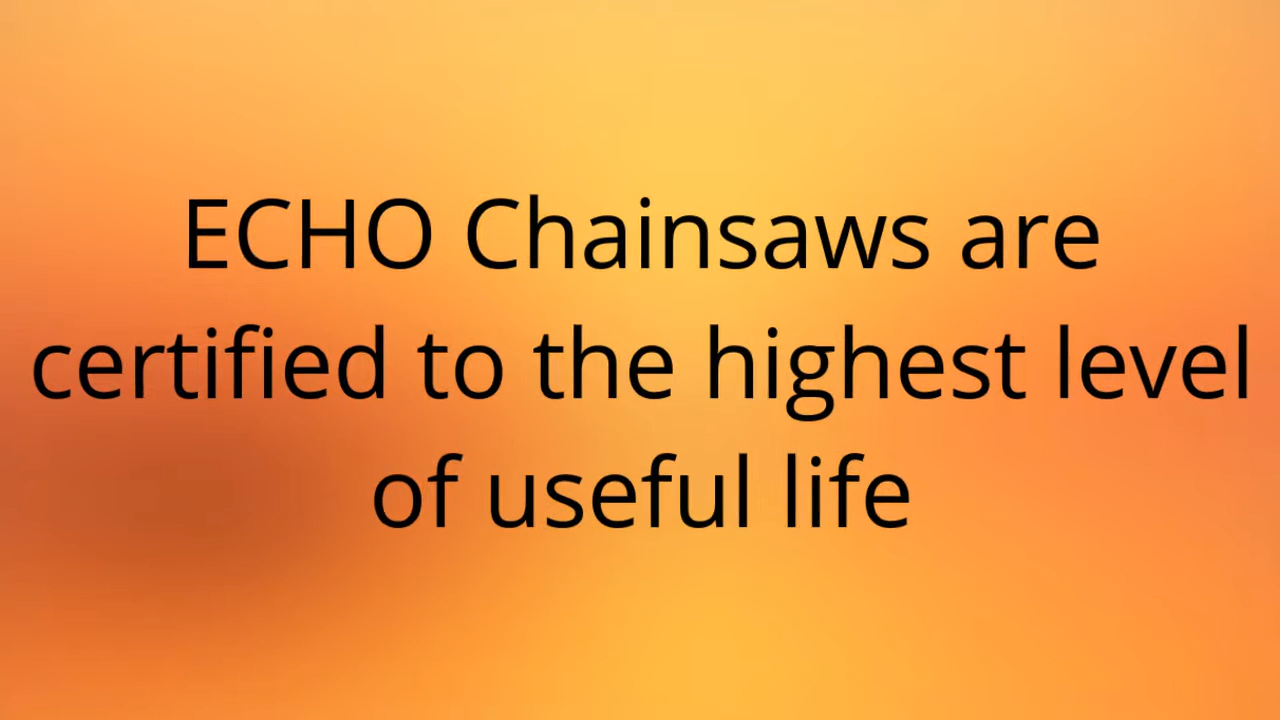 ECHO Chainsaws are
certified to the highest level
of useful life